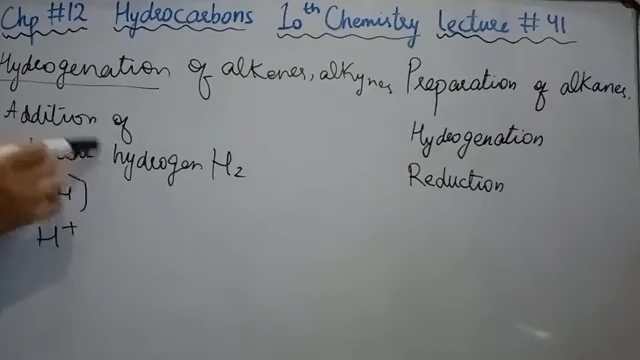 Chp #12 Hydrocarbons 10th Chemistry lecture # 41
Hydrogenation of alkenes, alkynes
Addition of
hydrogen H2
H)
H+
Preparation of alkanes.
Hydrogenation
Reduction